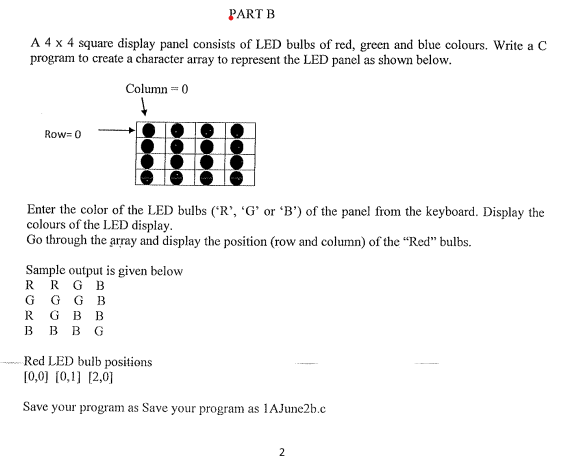 PART B
A 4 x 4 square display panel consists of LED bulbs of red, green and blue colours. Write a C
program to create a character array to represent the LED panel as shown below.
Column = 0
Row= 0
Enter the color of the LED bulbs (‘R’, ‘G’ or ‘B’) of the panel from the keyboard. Display the
colours of the LED display.
Go through the array and display the position (row and column) of the “Red” bulbs.
Sample output is given below
R R G B
G G G B
R G B B
B B B G
Red LED bulb positions
[0,0] [0,1] [2,0]
Save your program as Save your program as 1AJune2b.c
2